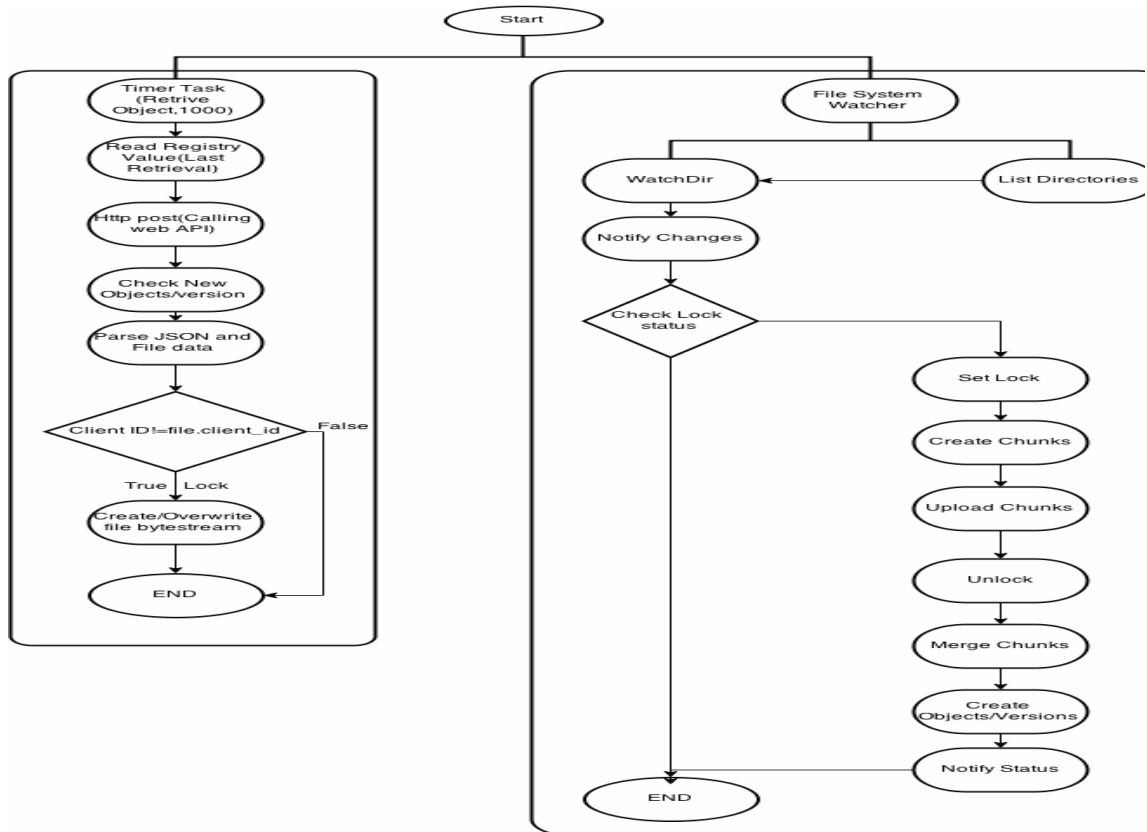 Start
Timer Task
(Retrive
Object,1000)
Read Registry
Value(Last
Retrieval)
Http post(Calling
web API)
Check New
Objects/version
Parse JSON and
File data
Client ID!=file.client_id
False
True Lock
Create/Overwrite
file bytestream
END
File System
Watcher
WatchDir
List Directories
Notify Changes
Check Lock
status
Set Lock
Create Chunks
Upload Chunks
Unlock
Merge Chunks
Create
Objects/Versions
Notify Status
END